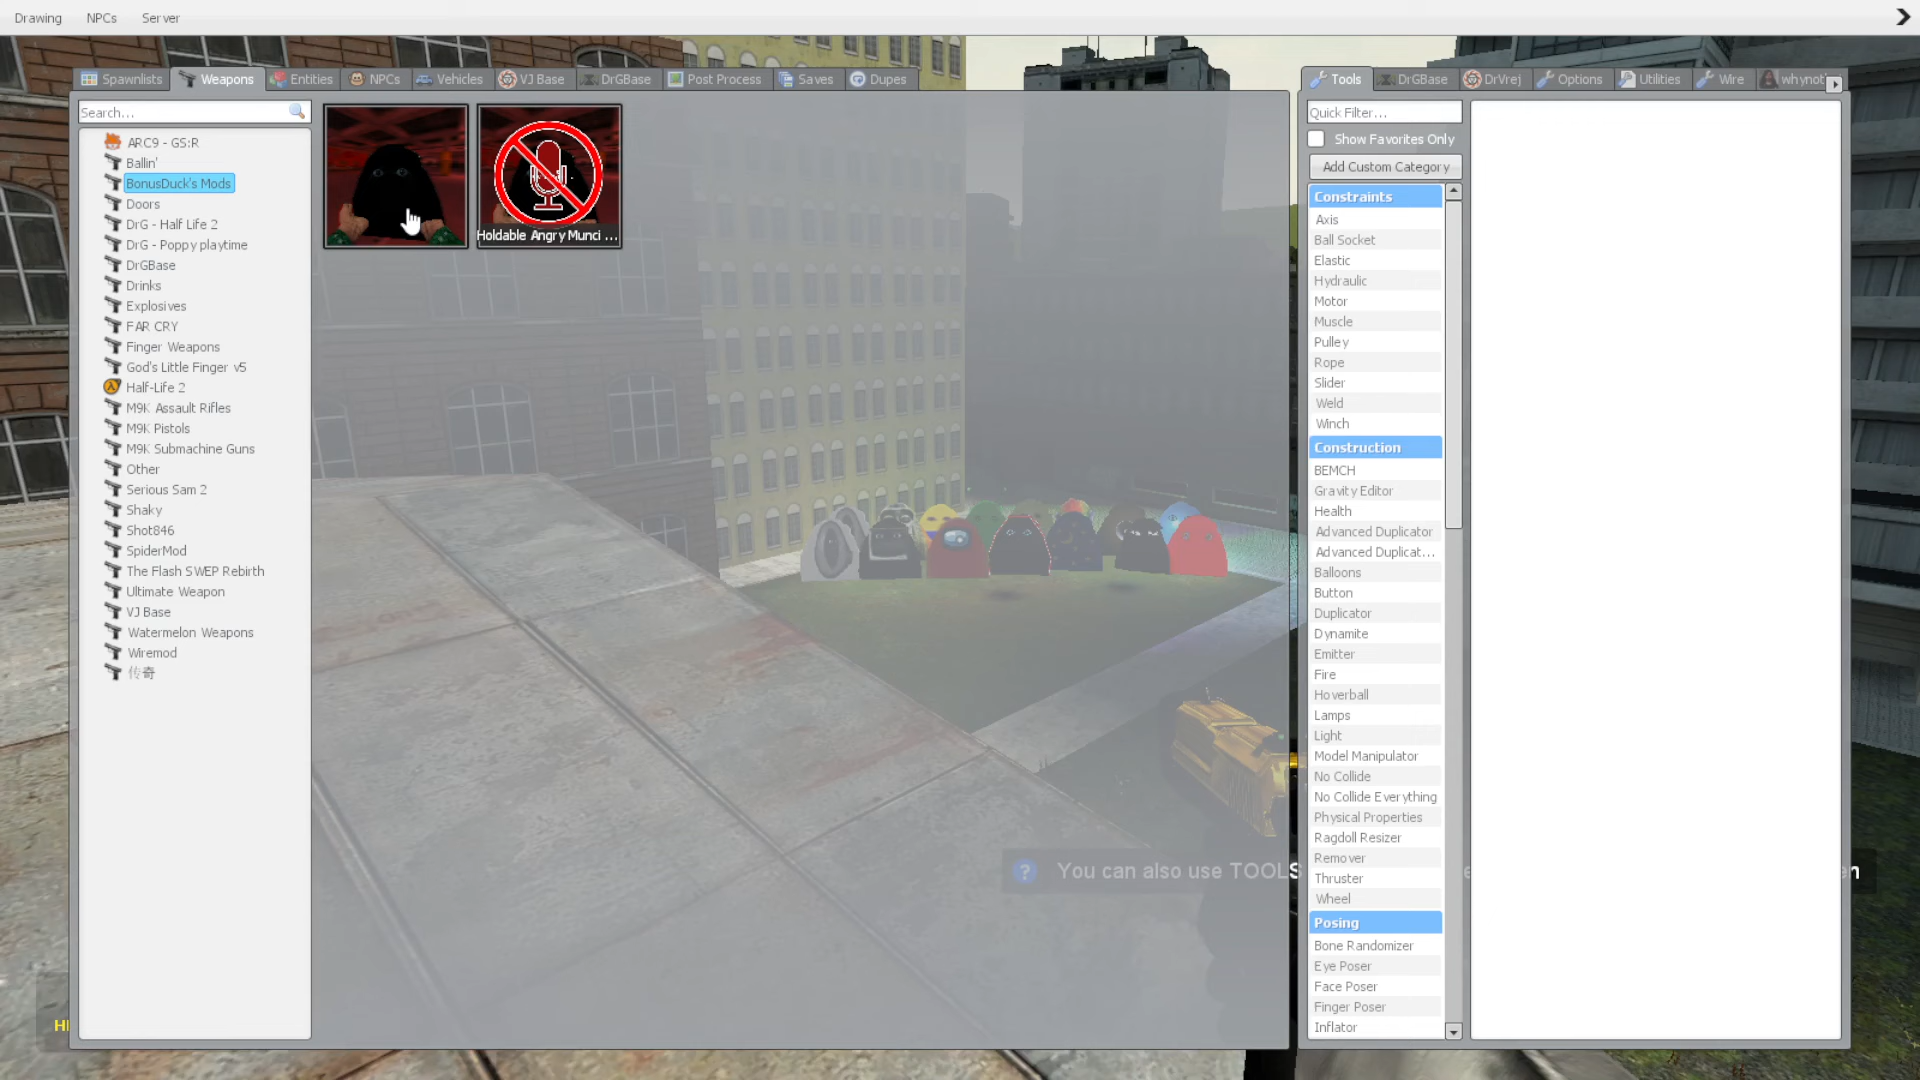 Drawing NPCs Server
Spawnlists Weapons Entities NPCs Vehicles VJ Base DrGBase Post Process Saves Dupes
Search...
ARC9 - GS:R
Ballin'
BonusDuck's Mods
Doors
DrG - Half Life 2
DrG - Poppy playtime
DrGBase
Drinks
Explosives
FAR CRY
Finger Weapons
God's Little Finger v5
Half-Life 2
M9K Assault Rifles
M9K Pistols
M9K Submachine Guns
Other
Serious Sam 2
Shaky
Shot846
SpiderMod
The Flash SWEP Rebirth
Ultimate Weapon
VJ Base
Watermelon Weapons
Wiremod
传奇
Holdable Angry Munci ...
You can also use TOOLS
Tools DrGBase DrVrej Options Utilities Wire whynot
Quick Filter...
Show Favorites Only
Add Custom Category
Constraints
Axis
Ball Socket
Elastic
Hydraulic
Motor
Muscle
Pulley
Rope
Slider
Weld
Winch
Construction
BEMCH
Gravity Editor
Health
Advanced Duplicator
Advanced Duplicat...
Balloons
Button
Duplicator
Dynamite
Emitter
Fire
Hoverball
Lamps
Light
Model Manipulator
No Collide
No Collide Everything
Physical Properties
Ragdoll Resizer
Remover
Thruster
Wheel
Posing
Bone Randomizer
Eye Poser
Face Poser
Finger Poser
Inflator